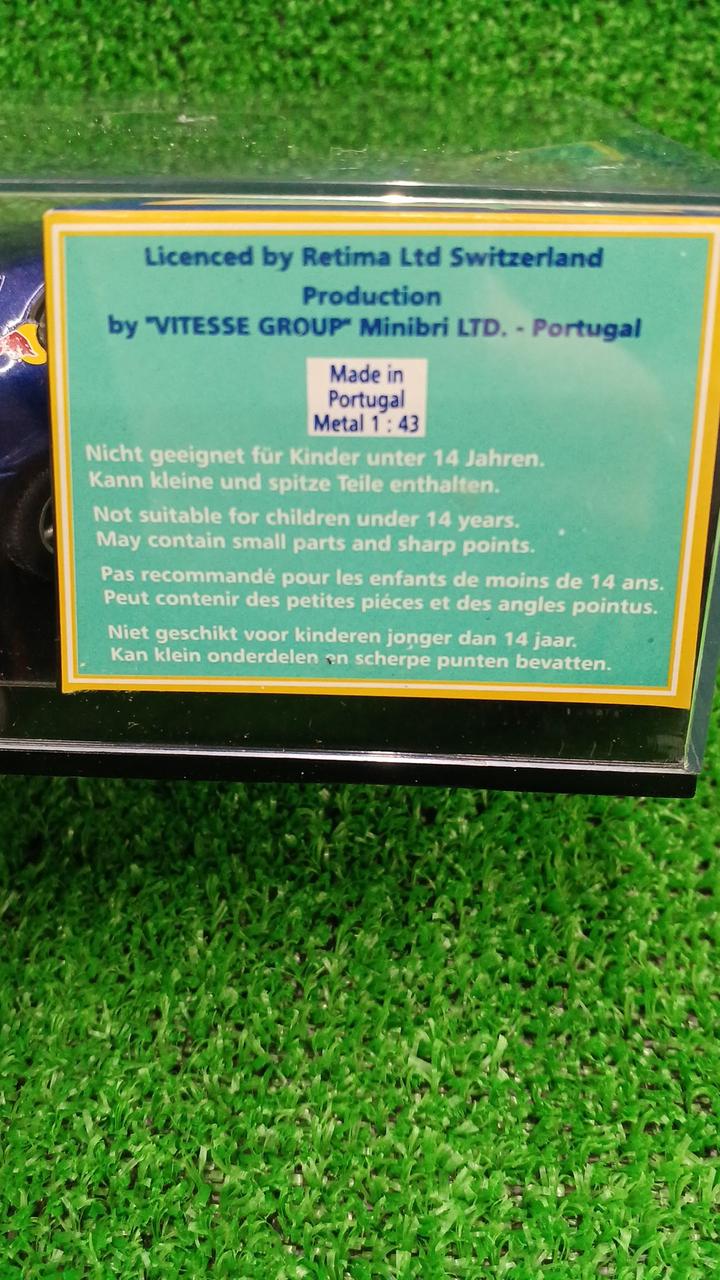 Licenced by Retima Ltd Switzerland
Production
by "VITESSE GROUP" Minibri LTD. - Portugal
Made in
Portugal
Metal 1 : 43
Nicht geeignet für Kinder unter 14 Jahren.
Kann kleine und spitze Teile enthalten.
Not suitable for children under 14 years.
May contain small parts and sharp points.
Pas recommandé pour les enfants de moins de 14 ans.
Peut contenir des petites piéces et des angles pointus.
Niet geschikt voor kinderen jonger dan 14 jaar.
Kan klein onderdelen en scherpe punten bevatten.